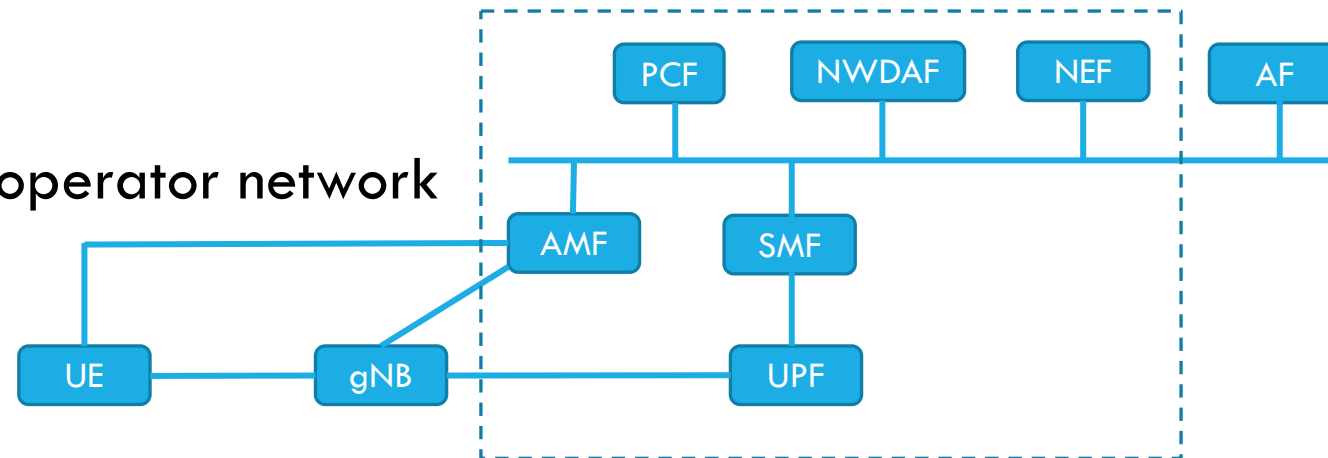 PCF
NWDAF
NEF
AF
operator network
AMF
SMF
UE
gNB
UPF